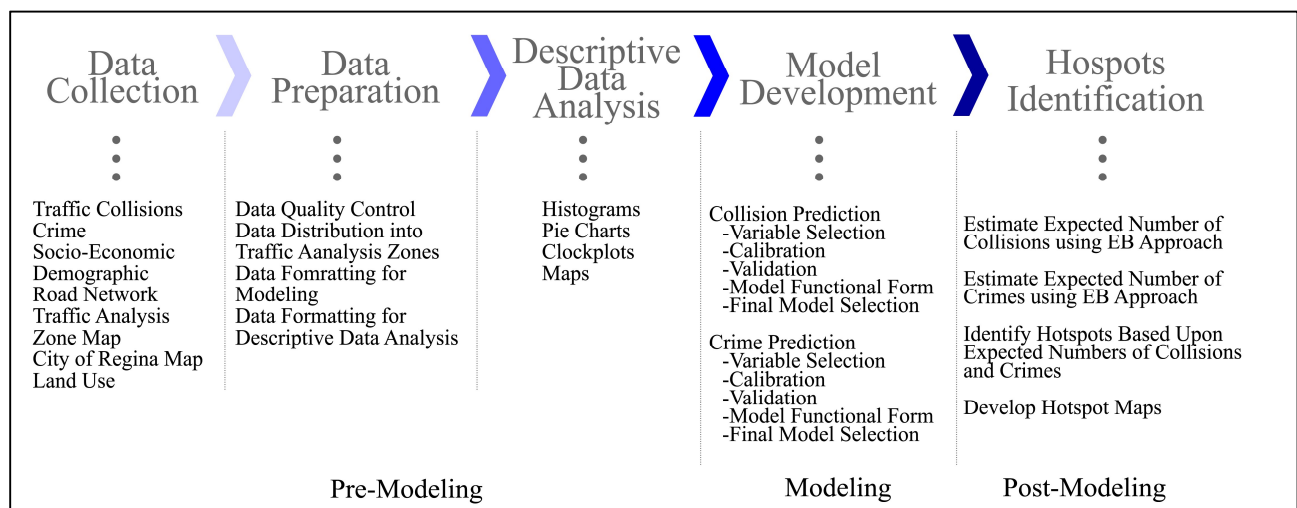 Data
Collection
Data
Preparation
Descriptive
Data
Analysis
Model
Development
Hospots
Identification
Traffic Collisions
Crime
Socio-Economic
Demographic
Road Network
Traffic Analysis
Zone Map
City of Regina Map
Land Use
Data Quality Control
Data Distribution into
Traffic Aanalysis Zones
Data Fomratting for
Modeling
Data Formatting for
Descriptive Data Analysis
Histograms
Pie Charts
Clockplots
Maps
Collision Prediction
-Variable Selection
-Calibration
-Validation
-Model Functional Form
-Final Model Selection
Crime Prediction
-Variable Selection
-Calibration
-Validation
-Model Functional Form
-Final Model Selection
Estimate Expected Number of
Collisions using EB Approach
Estimate Expected Number of
Crimes using EB Approach
Identify Hotspots Based Upon
Expected Numbers of Collisions
and Crimes
Develop Hotspot Maps
Pre-Modeling
Modeling
Post-Modeling